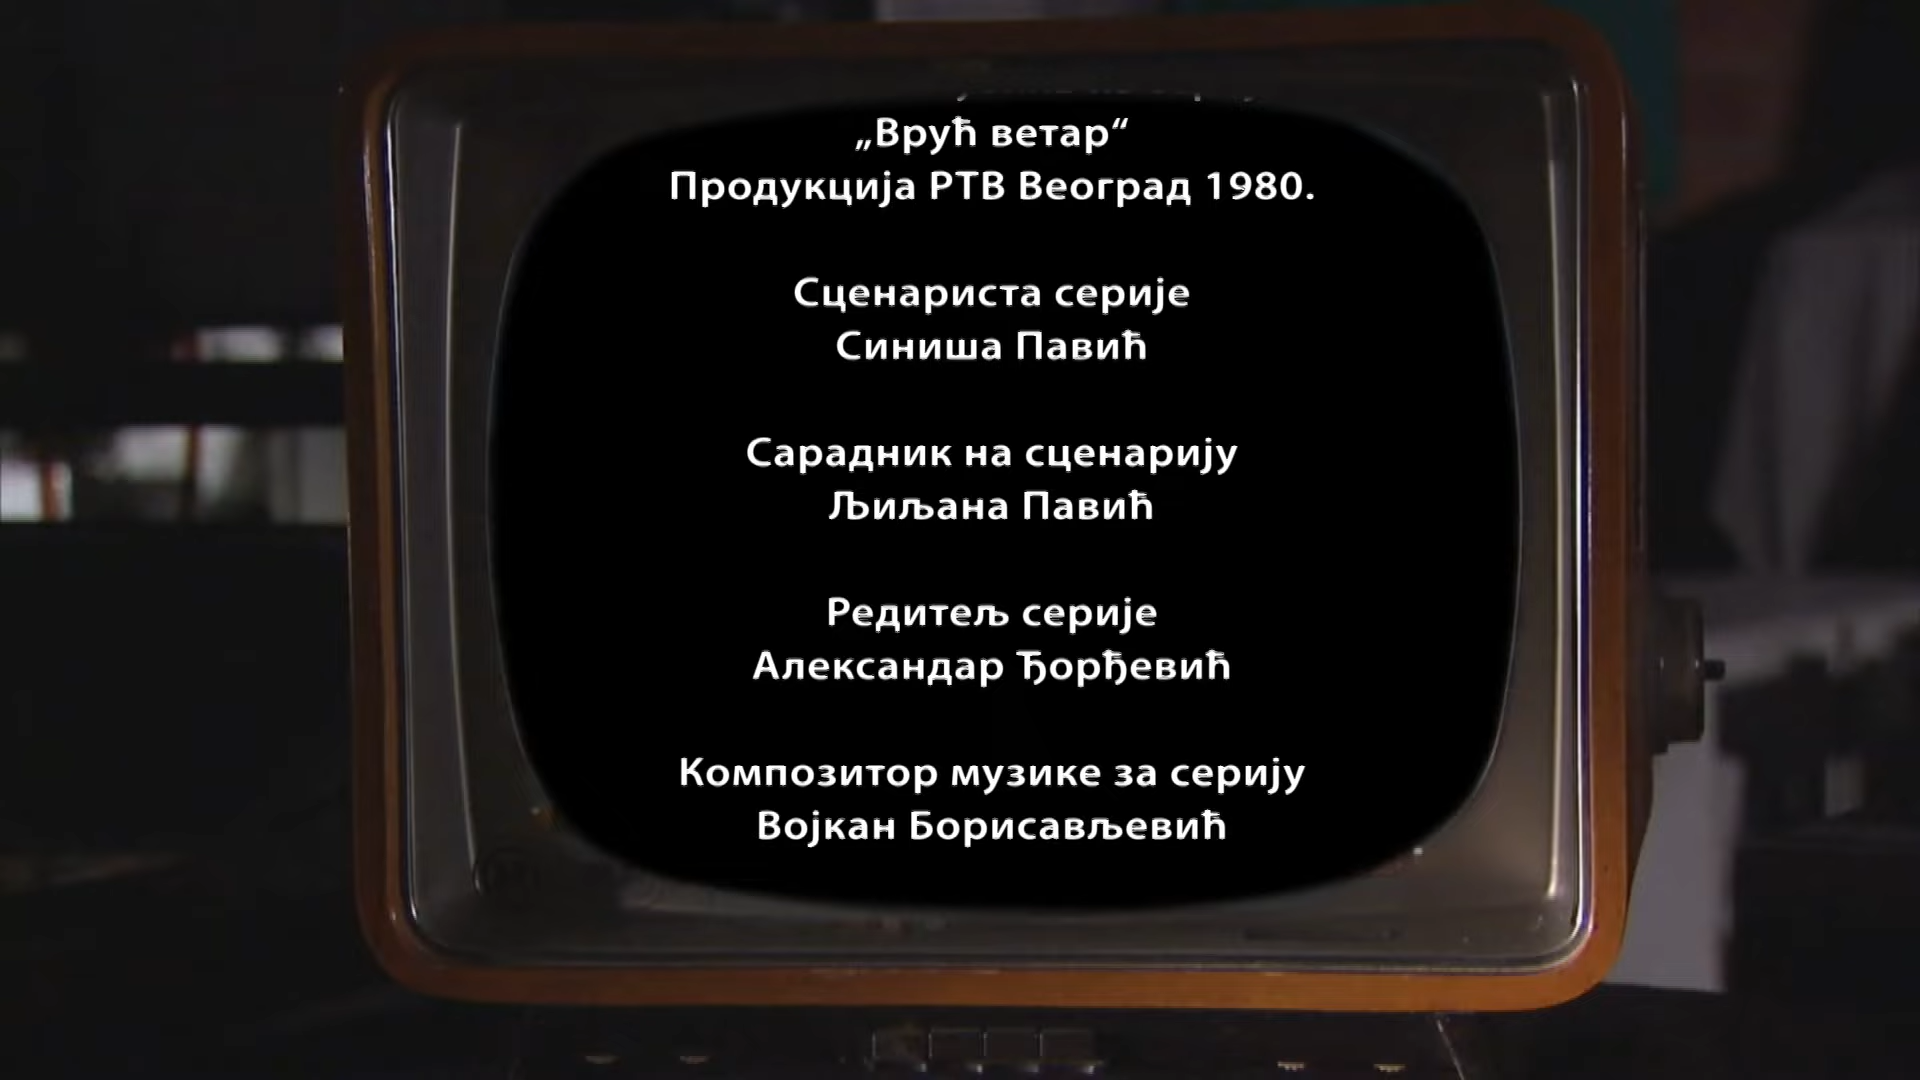 „Врућ ветар“
Продукција РТВ Београд 1980.
Сценариста серије
Синиша Павић
Сарадник на сценарију
Љиљана Павић
Редитељ серије
Александар Ђорђевић
Композитор музике за серију
Војкан Борисављевић